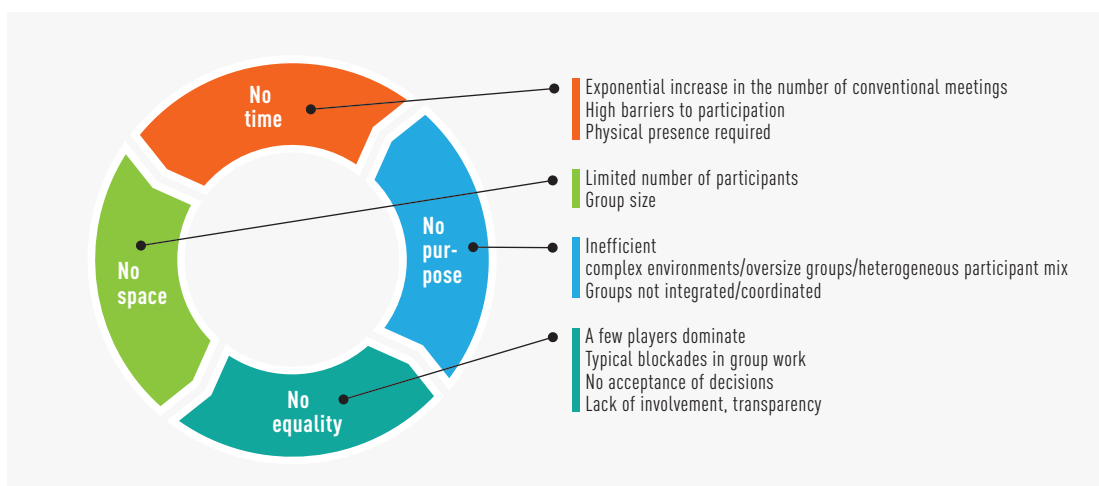 No
time
Exponential increase in the number of conventional meetings
High barriers to participation
Physical presence required
No
space
Limited number of participants
Group size
No
pur-
pose
Inefficient
complex environments/oversize groups/heterogeneous participant mix
Groups not integrated/coordinated
No
equality
A few players dominate
Typical blockades in group work
No acceptance of decisions
Lack of involvement, transparency